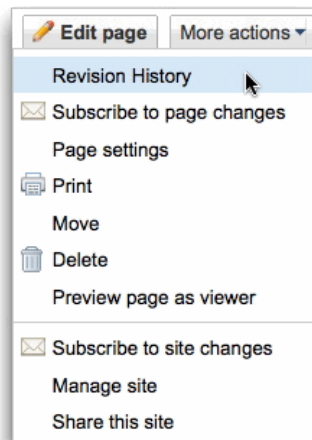 Edit page More actions
Revision History
Subscribe to page changes
Page settings
Print
Move
Delete
Preview page as viewer
Subscribe to site changes
Manage site
Share this site